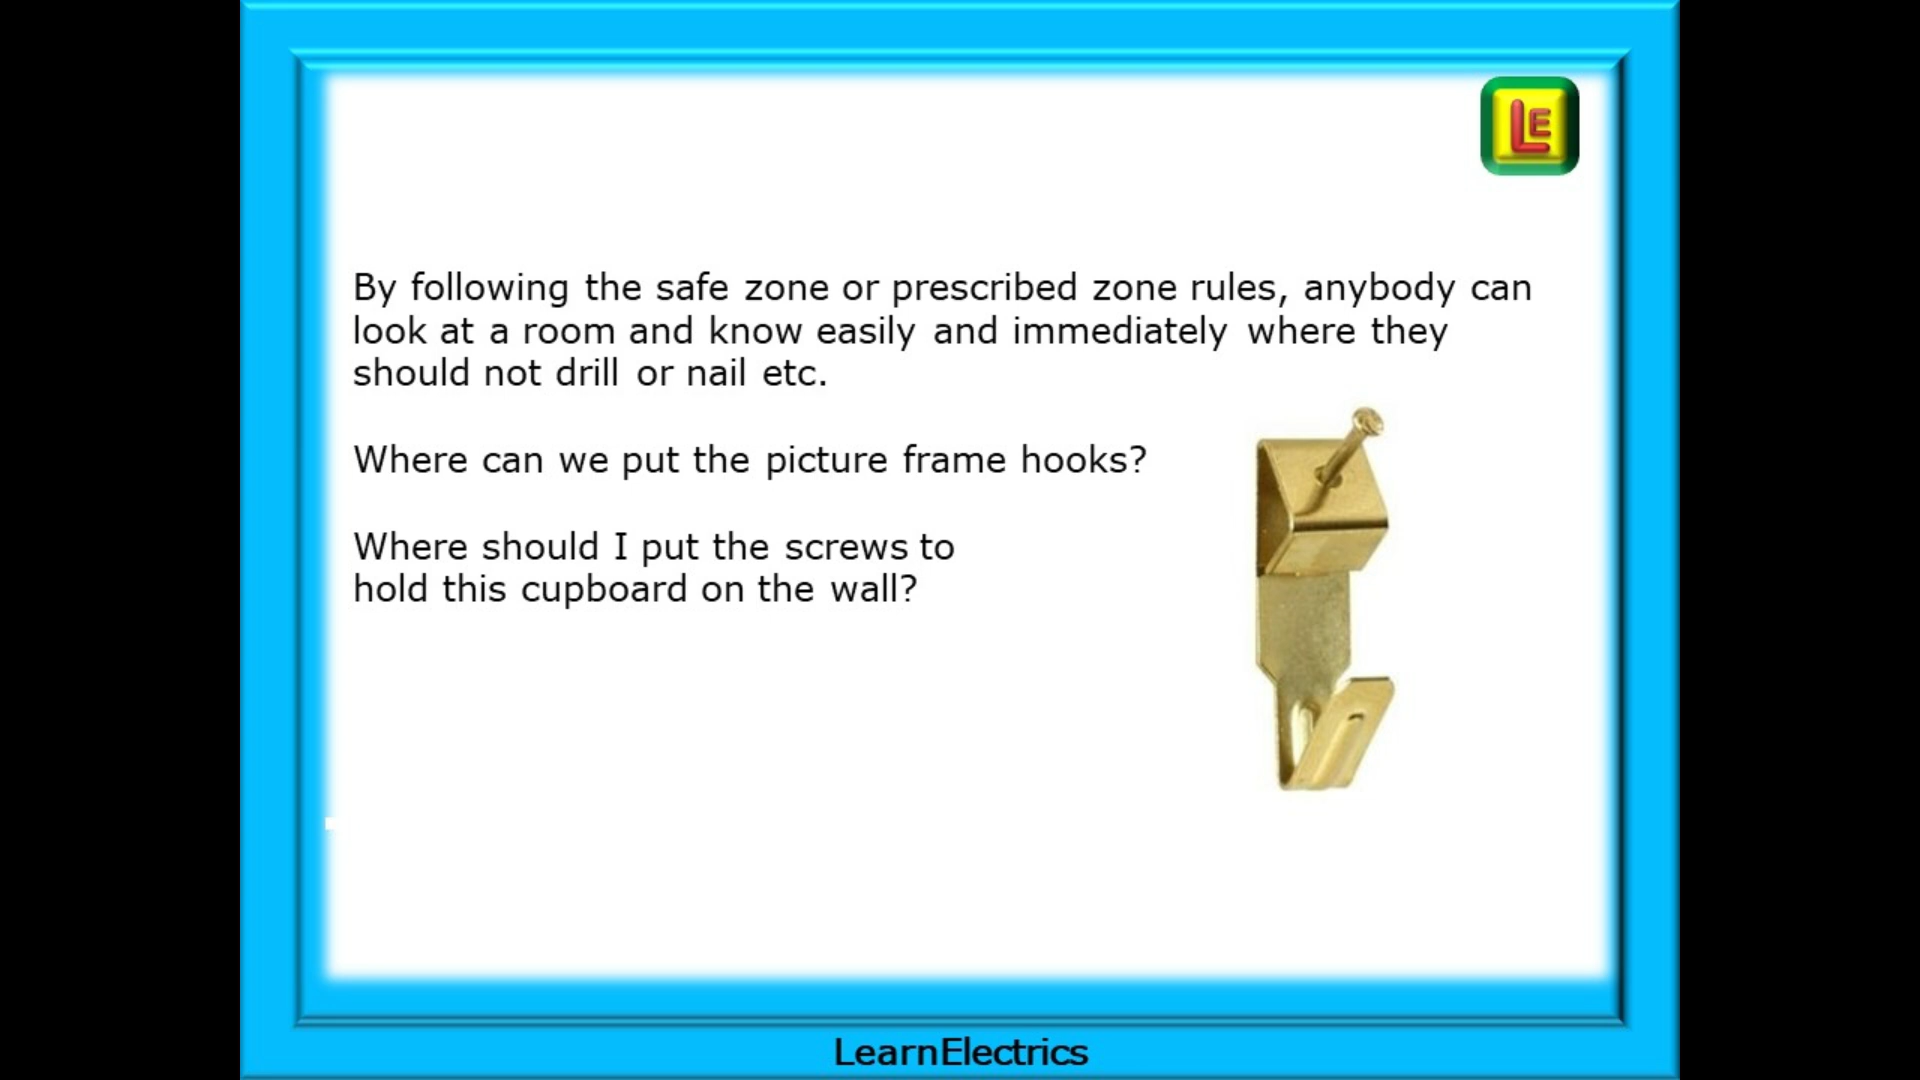 LE
By following the safe zone or prescribed zone rules, anybody can
look at a room and know easily and immediately where they
should not drill or nail etc.
Where can we put the picture frame hooks?
Where should I put the screws to
hold this cupboard on the wall?
LearnElectrics